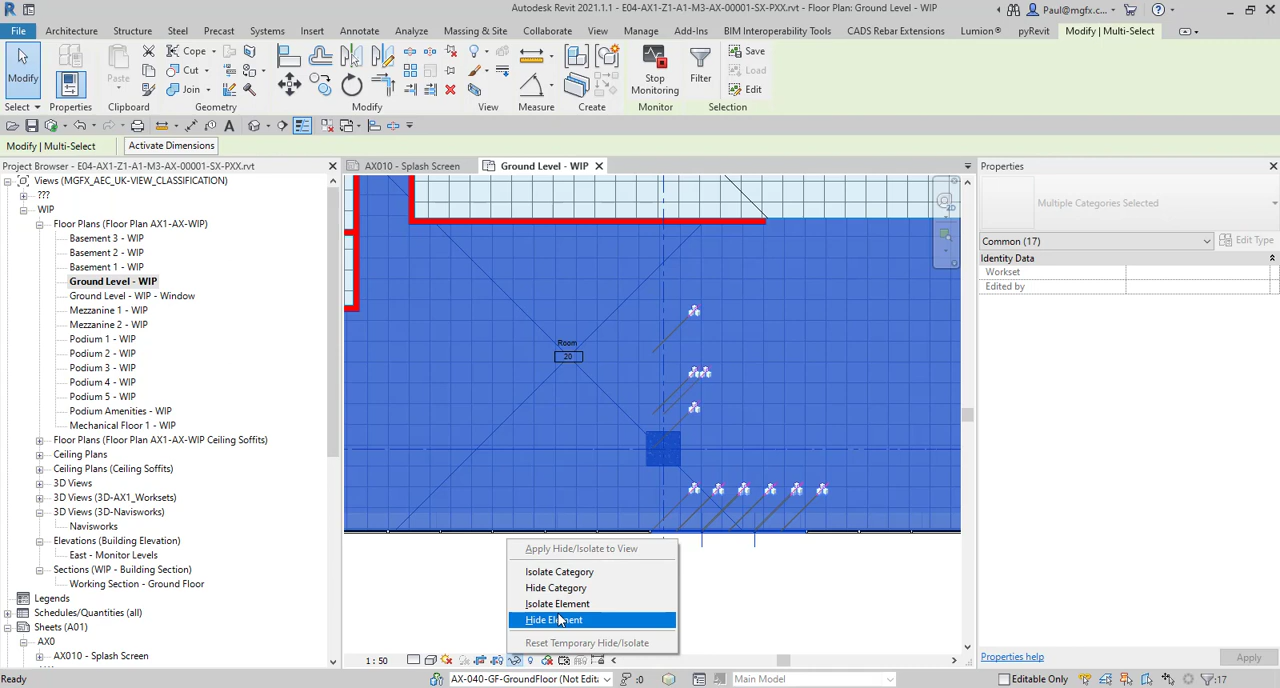 Autodesk Revit 2021.1.1 - E04-AX1-Z1-A1-M3-AX-00001-SX-PXX.rvt - Floor Plan: Ground Level - WIP
Paul@mgfx.c...
File Architecture Structure Steel Precast Systems Insert Annotate Analyze Massing & Site Collaborate View Manage Add-Ins BIM Interoperability Tools CADS Rebar Extensions Lumion® pyRevit Modify | Multi-Select
Modify
Properties
Paste
Cope
Cut
Join
Stop Monitoring
Filter
Save
Load
Edit
Select Properties Clipboard Geometry Modify View Measure Create Selection
Modify | Multi-Select Activate Dimensions
Project Browser - E04-AX1-Z1-A1-M3-AX-00001-SX-PXX.rvt
AX010 - Splash Screen
Ground Level - WIP
Properties
Views (MGFX_AEC_UK-VIEW_CLASSIFICATION)
???
WIP
Floor Plans (Floor Plan AX1-AX-WIP)
Basement 3 - WIP
Basement 2 - WIP
Basement 1 - WIP
Ground Level - WIP
Ground Level - WIP - Window
Mezzanine 1 - WIP
Mezzanine 2 - WIP
Podium 1 - WIP
Podium 2 - WIP
Podium 3 - WIP
Podium 4 - WIP
Podium 5 - WIP
Podium Amenities - WIP
Mechanical Floor 1 - WIP
Floor Plans (Floor Plan AX1-AX-WIP Ceiling Soffits)
Ceiling Plans
Ceiling Plans (Ceiling Soffits)
3D Views
3D Views (3D-AX1_Worksets)
3D Views (3D-Navisworks)
Navisworks
Elevations (Building Elevation)
East - Monitor Levels
Sections (WIP - Building Section)
Working Section - Ground Floor
Legends
Schedules/Quantities (all)
Sheets (A01)
AX0
AX010 - Splash Screen
2D
Room
20
Apply Hide/Isolate to View
Isolate Category
Hide Category
Isolate Element
Hide Element
Reset Temporary Hide/Isolate
1 : 50
Multiple Categories Selected
Common (17)
Edit Type
Identity Data
Workset
Edited by
Properties help
Apply
Ready
AX-040-GF-GroundFloor (Not Edita
:0
Main Model
Editable Only
:17